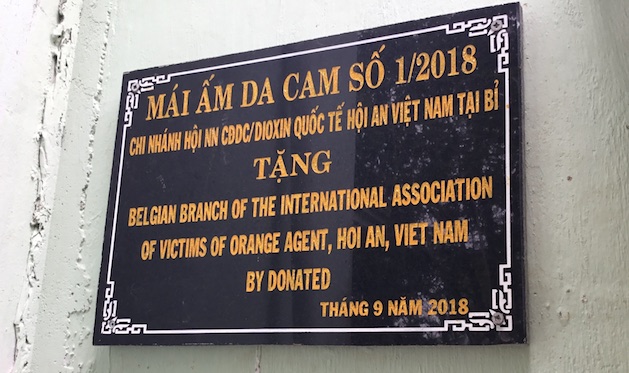 MÁI ẤM DA CAM SỐ 1/2018
CHI NHÁNH HỘI NN CĐDC/DIOXIN QUỐC TẾ HỘI AN VIỆT NAM TẠI BỈ
TẶNG
BELGIAN BRANCH OF THE INTERNATIONAL ASSOCIATION
OF VICTIMS OF ORANGE AGENT, HOI AN, VIET NAM
BY DONATED
THÁNG 9 NĂM 2018